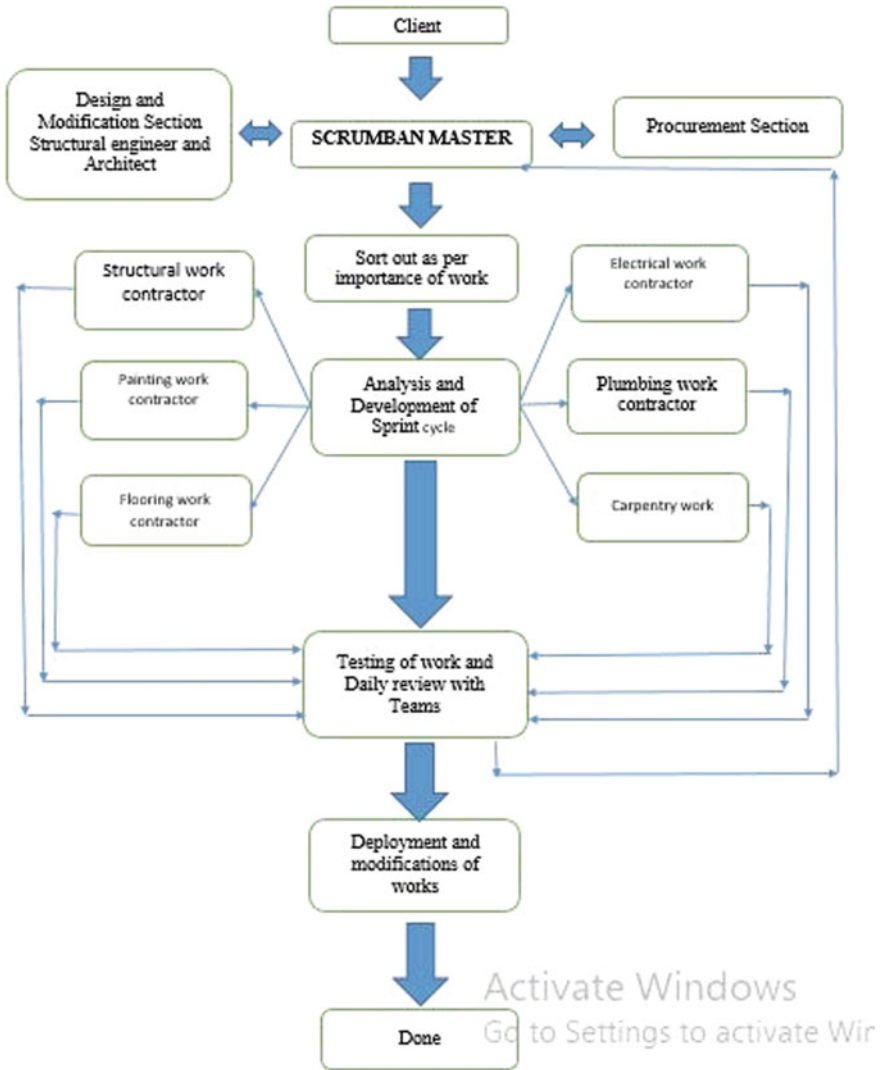 Client
Design and
Modification Section
Structural engineer and
Architect
SCRUMBAN MASTER
Procurement Section
Sort out as per
importance of work
Structural work
contractor
Electrical work
contractor
Painting work
contractor
Analysis and
Development of
Sprint cycle
Plumbing work
contractor
Flooring work
contractor
Carpentry work
Testing of work and
Daily review with
Teams
Deployment and
modifications of
works
Done
Activate Windows
Go to Settings to activate Win